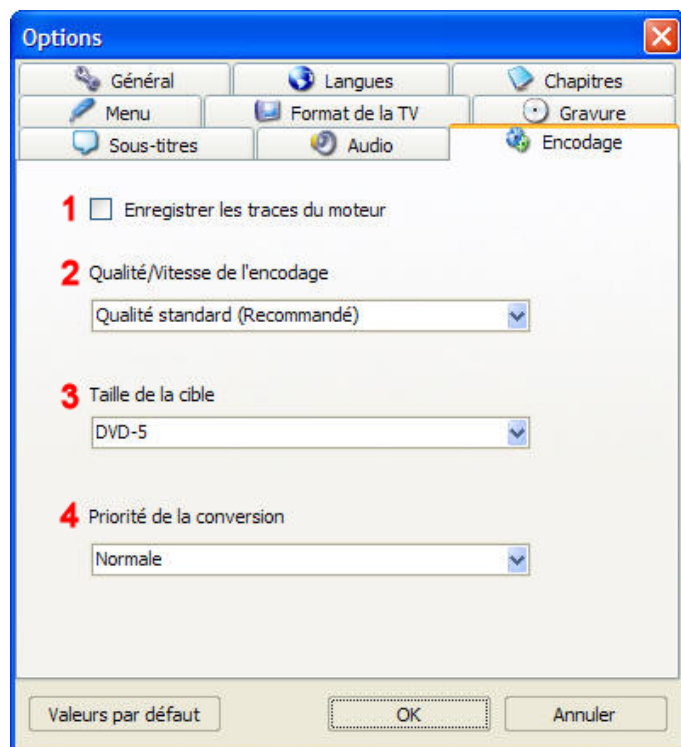 Options
Général
Langues
Chapitres
Menu
Format de la TV
Gravure
Sous-titres
Audio
Encodage
1 Enregistrer les traces du moteur
2 Qualité/Vitesse de l'encodage
Qualité standard (Recommandé)
3 Taille de la cible
DVD-5
4 Priorité de la conversion
Normale
Valeurs par défaut
OK
Annuler